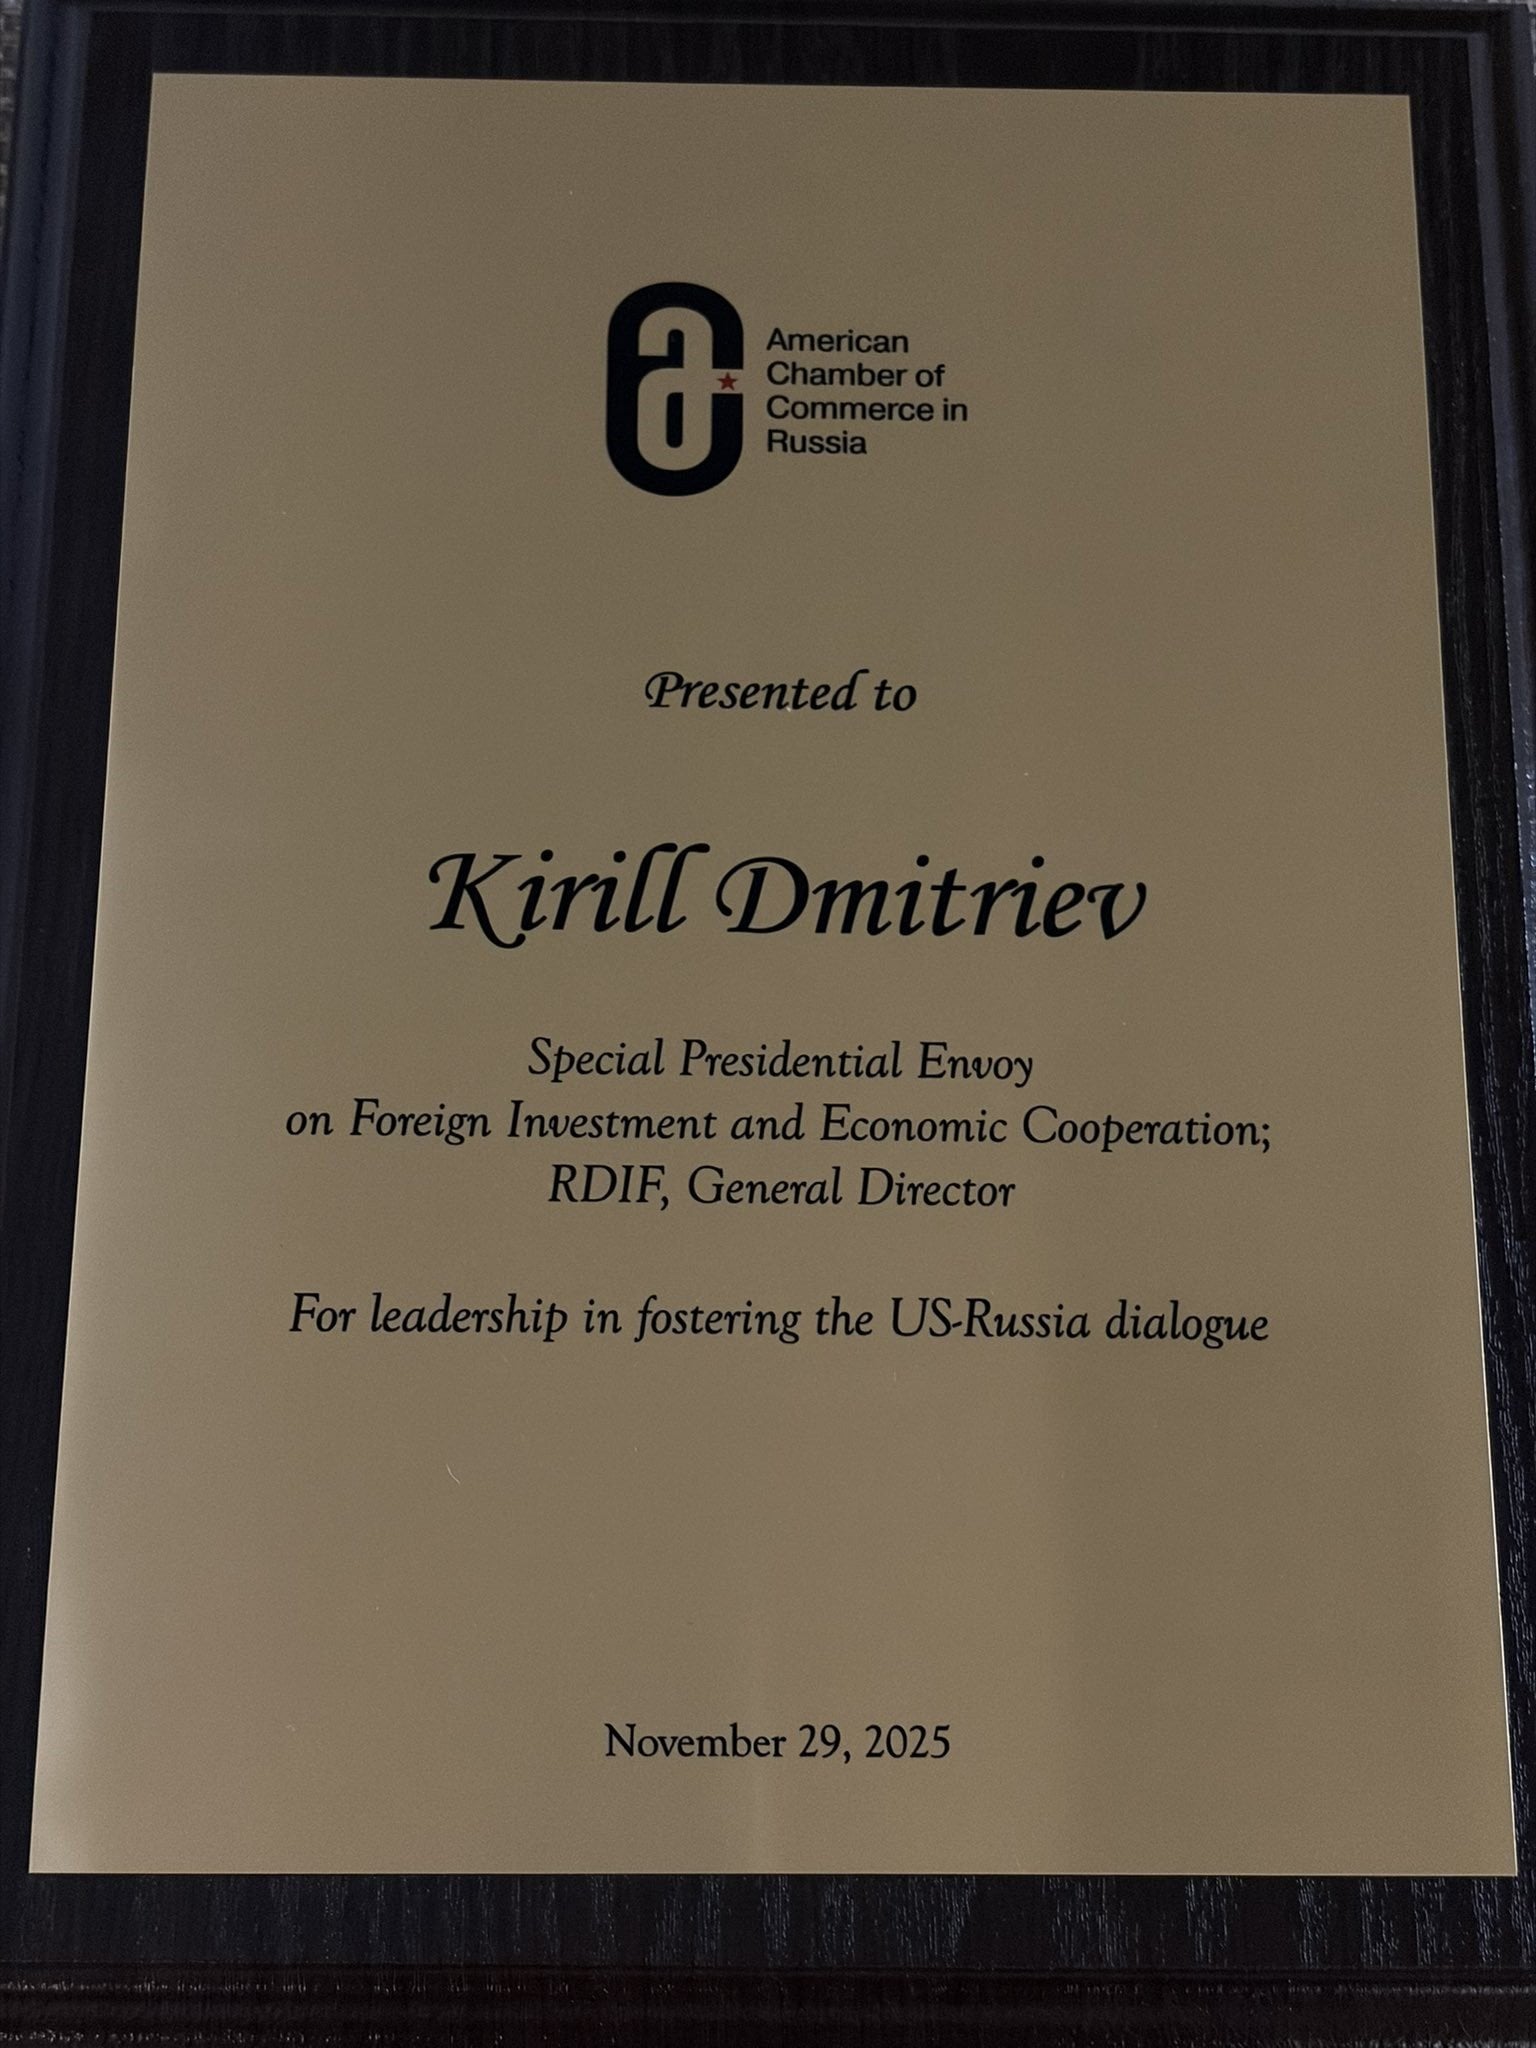 American
Chamber of
Commerce in
Russia
Presented to
Kirill Dmitriev
Special Presidential Envoy
on Foreign Investment and Economic Cooperation;
RDIF, General Director
For leadership in fostering the US-Russia dialogue
November 29, 2025